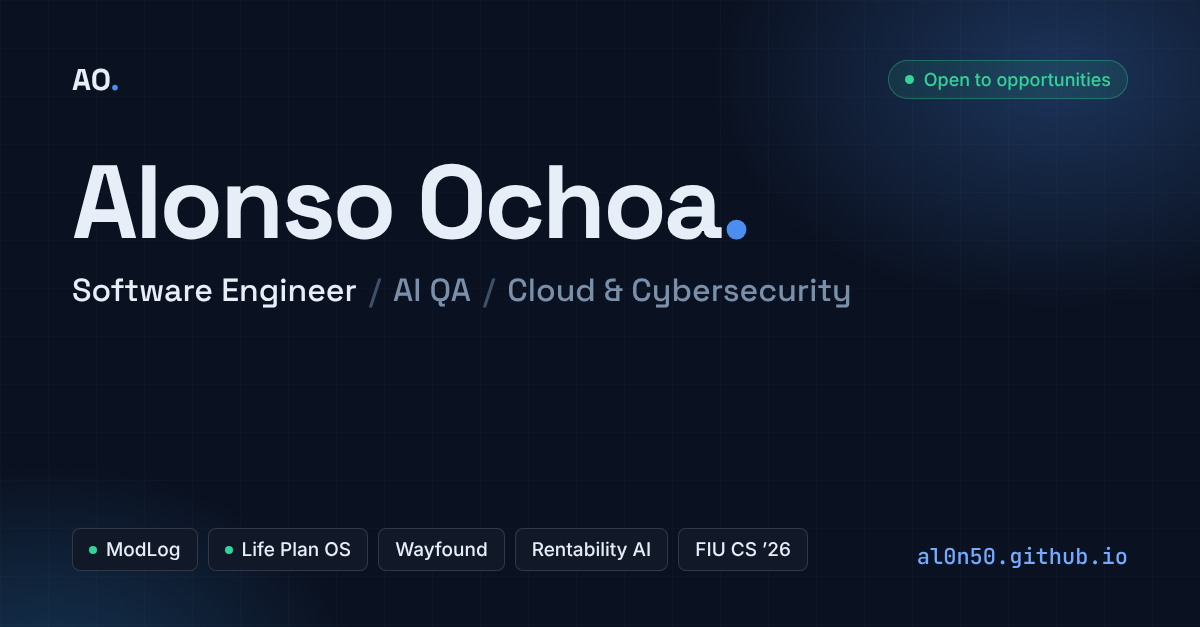 AO.
Open to opportunities
Alonso Ochoa.
Software Engineer / AI QA / Cloud & Cybersecurity
ModLog
Life Plan OS
Wayfound
Rentability AI
FIU CS ’26
al0n50.github.io